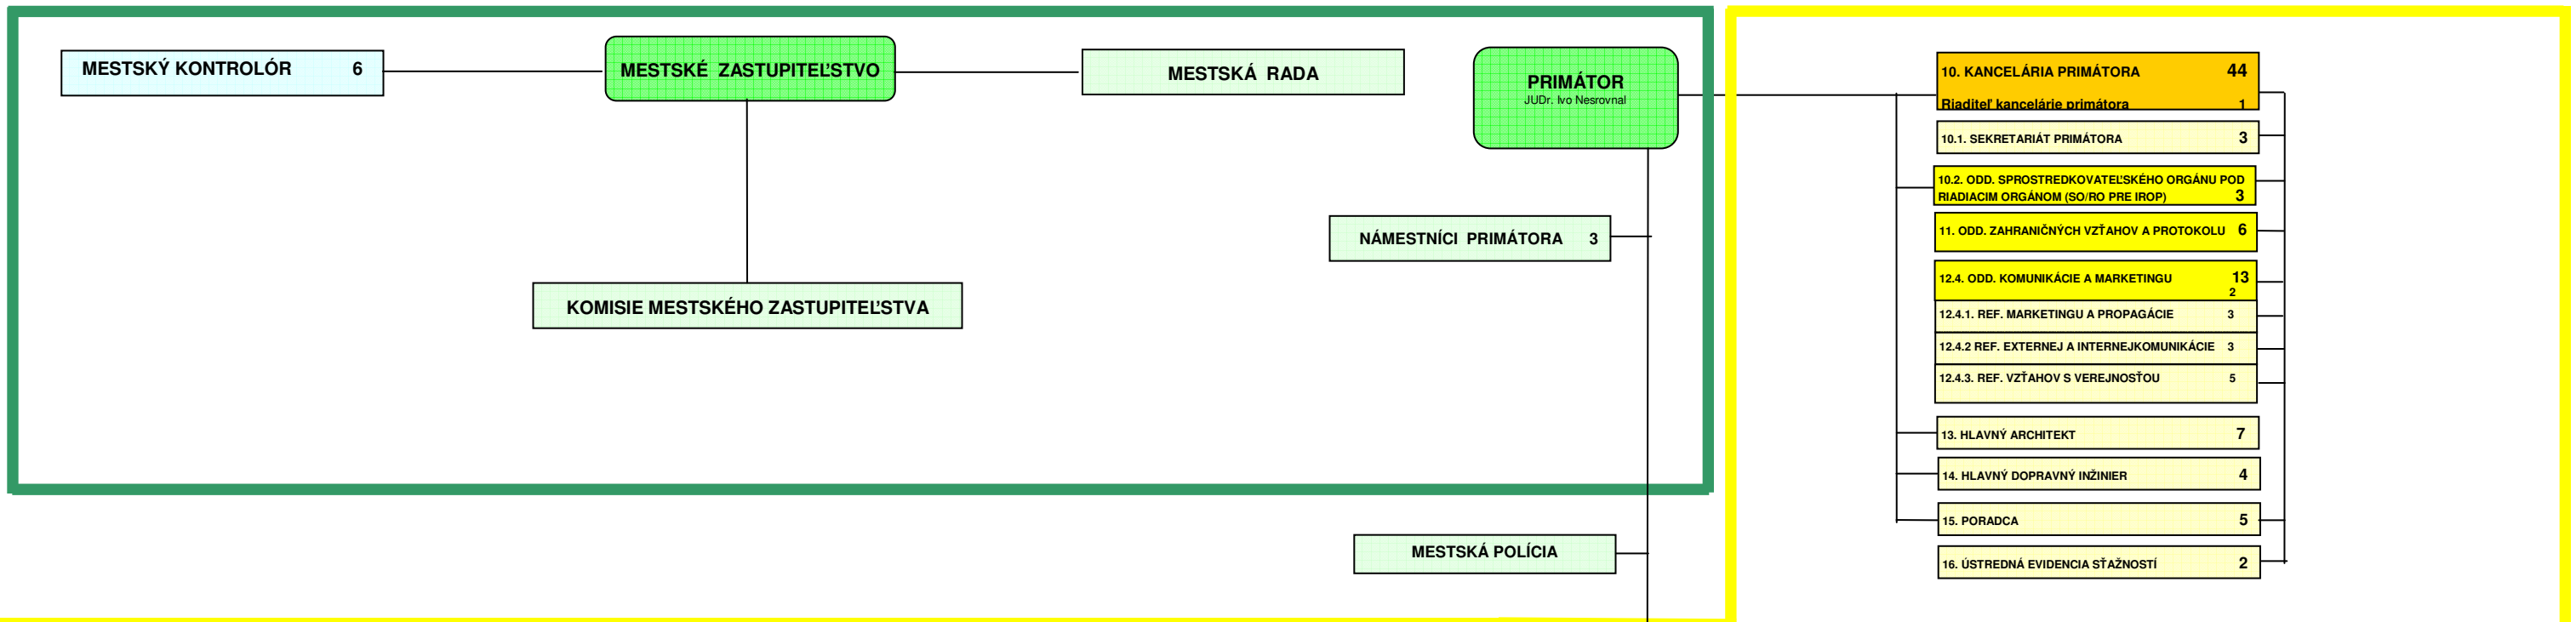 MESTSKÝ KONTROLÓR 6
MESTSKÉ ZASTUPITEĽSTVO
MESTSKÁ RADA
PRIMÁTOR
JUDr. Ivo Nesrovnal
NÁMESTNÍCI PRIMÁTORA 3
KOMISIE MESTSKÉHO ZASTUPITEĽSTVA
MESTSKÁ POLÍCIA
10. KANCELÁRIA PRIMÁTORA 44
Riaditeľ kancelárie primátora 1
10.1. SEKRETARIÁT PRIMÁTORA 3
10.2. ODD. SPROSTREDKOVATEĽSKÉHO ORGÁNU POD
RIADIACIM ORGÁNOM (SO/RO PRE IROP) 3
11. ODD. ZAHRANIČNÝCH VZŤAHOV A PROTOKOLU 6
12.4. ODD. KOMUNIKÁCIE A MARKETINGU 13
2
12.4.1. REF. MARKETINGU A PROPAGÁCIE 3
12.4.2 REF. EXTERNEJ A INTERNEJKOMUNIKÁCIE 3
12.4.3. REF. VZŤAHOV S VEREJNOSŤOU 5
13. HLAVNÝ ARCHITEKT 7
14. HLAVNÝ DOPRAVNÝ INŽINIER 4
15. PORADCA 5
16. ÚSTREDNÁ EVIDENCIA SŤAŽNOSTÍ 2